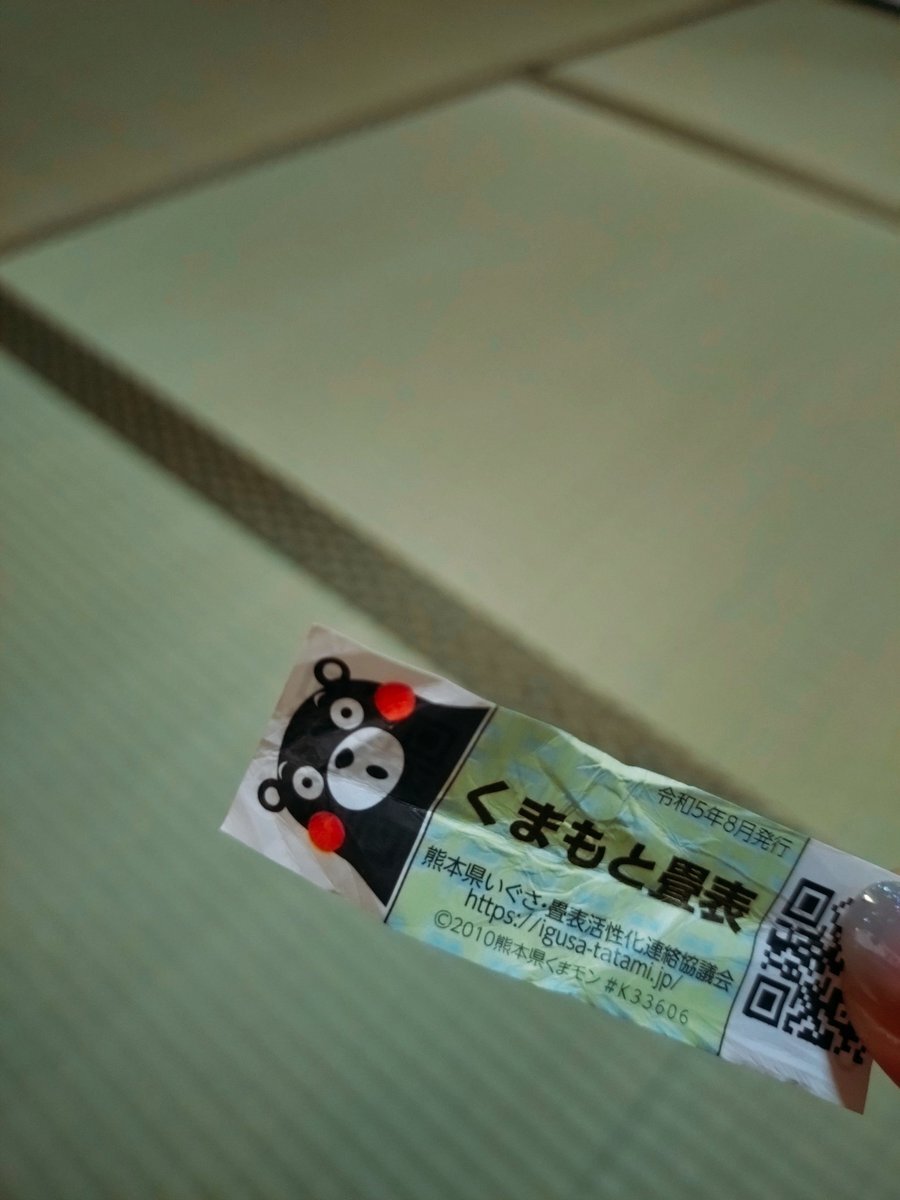 令和5年8月発行
くまもと畳表
熊本県いぐさ・畳表活性化連絡協議会
https://igusa-tatami.jp/
©2010熊本県くまモン #K33606